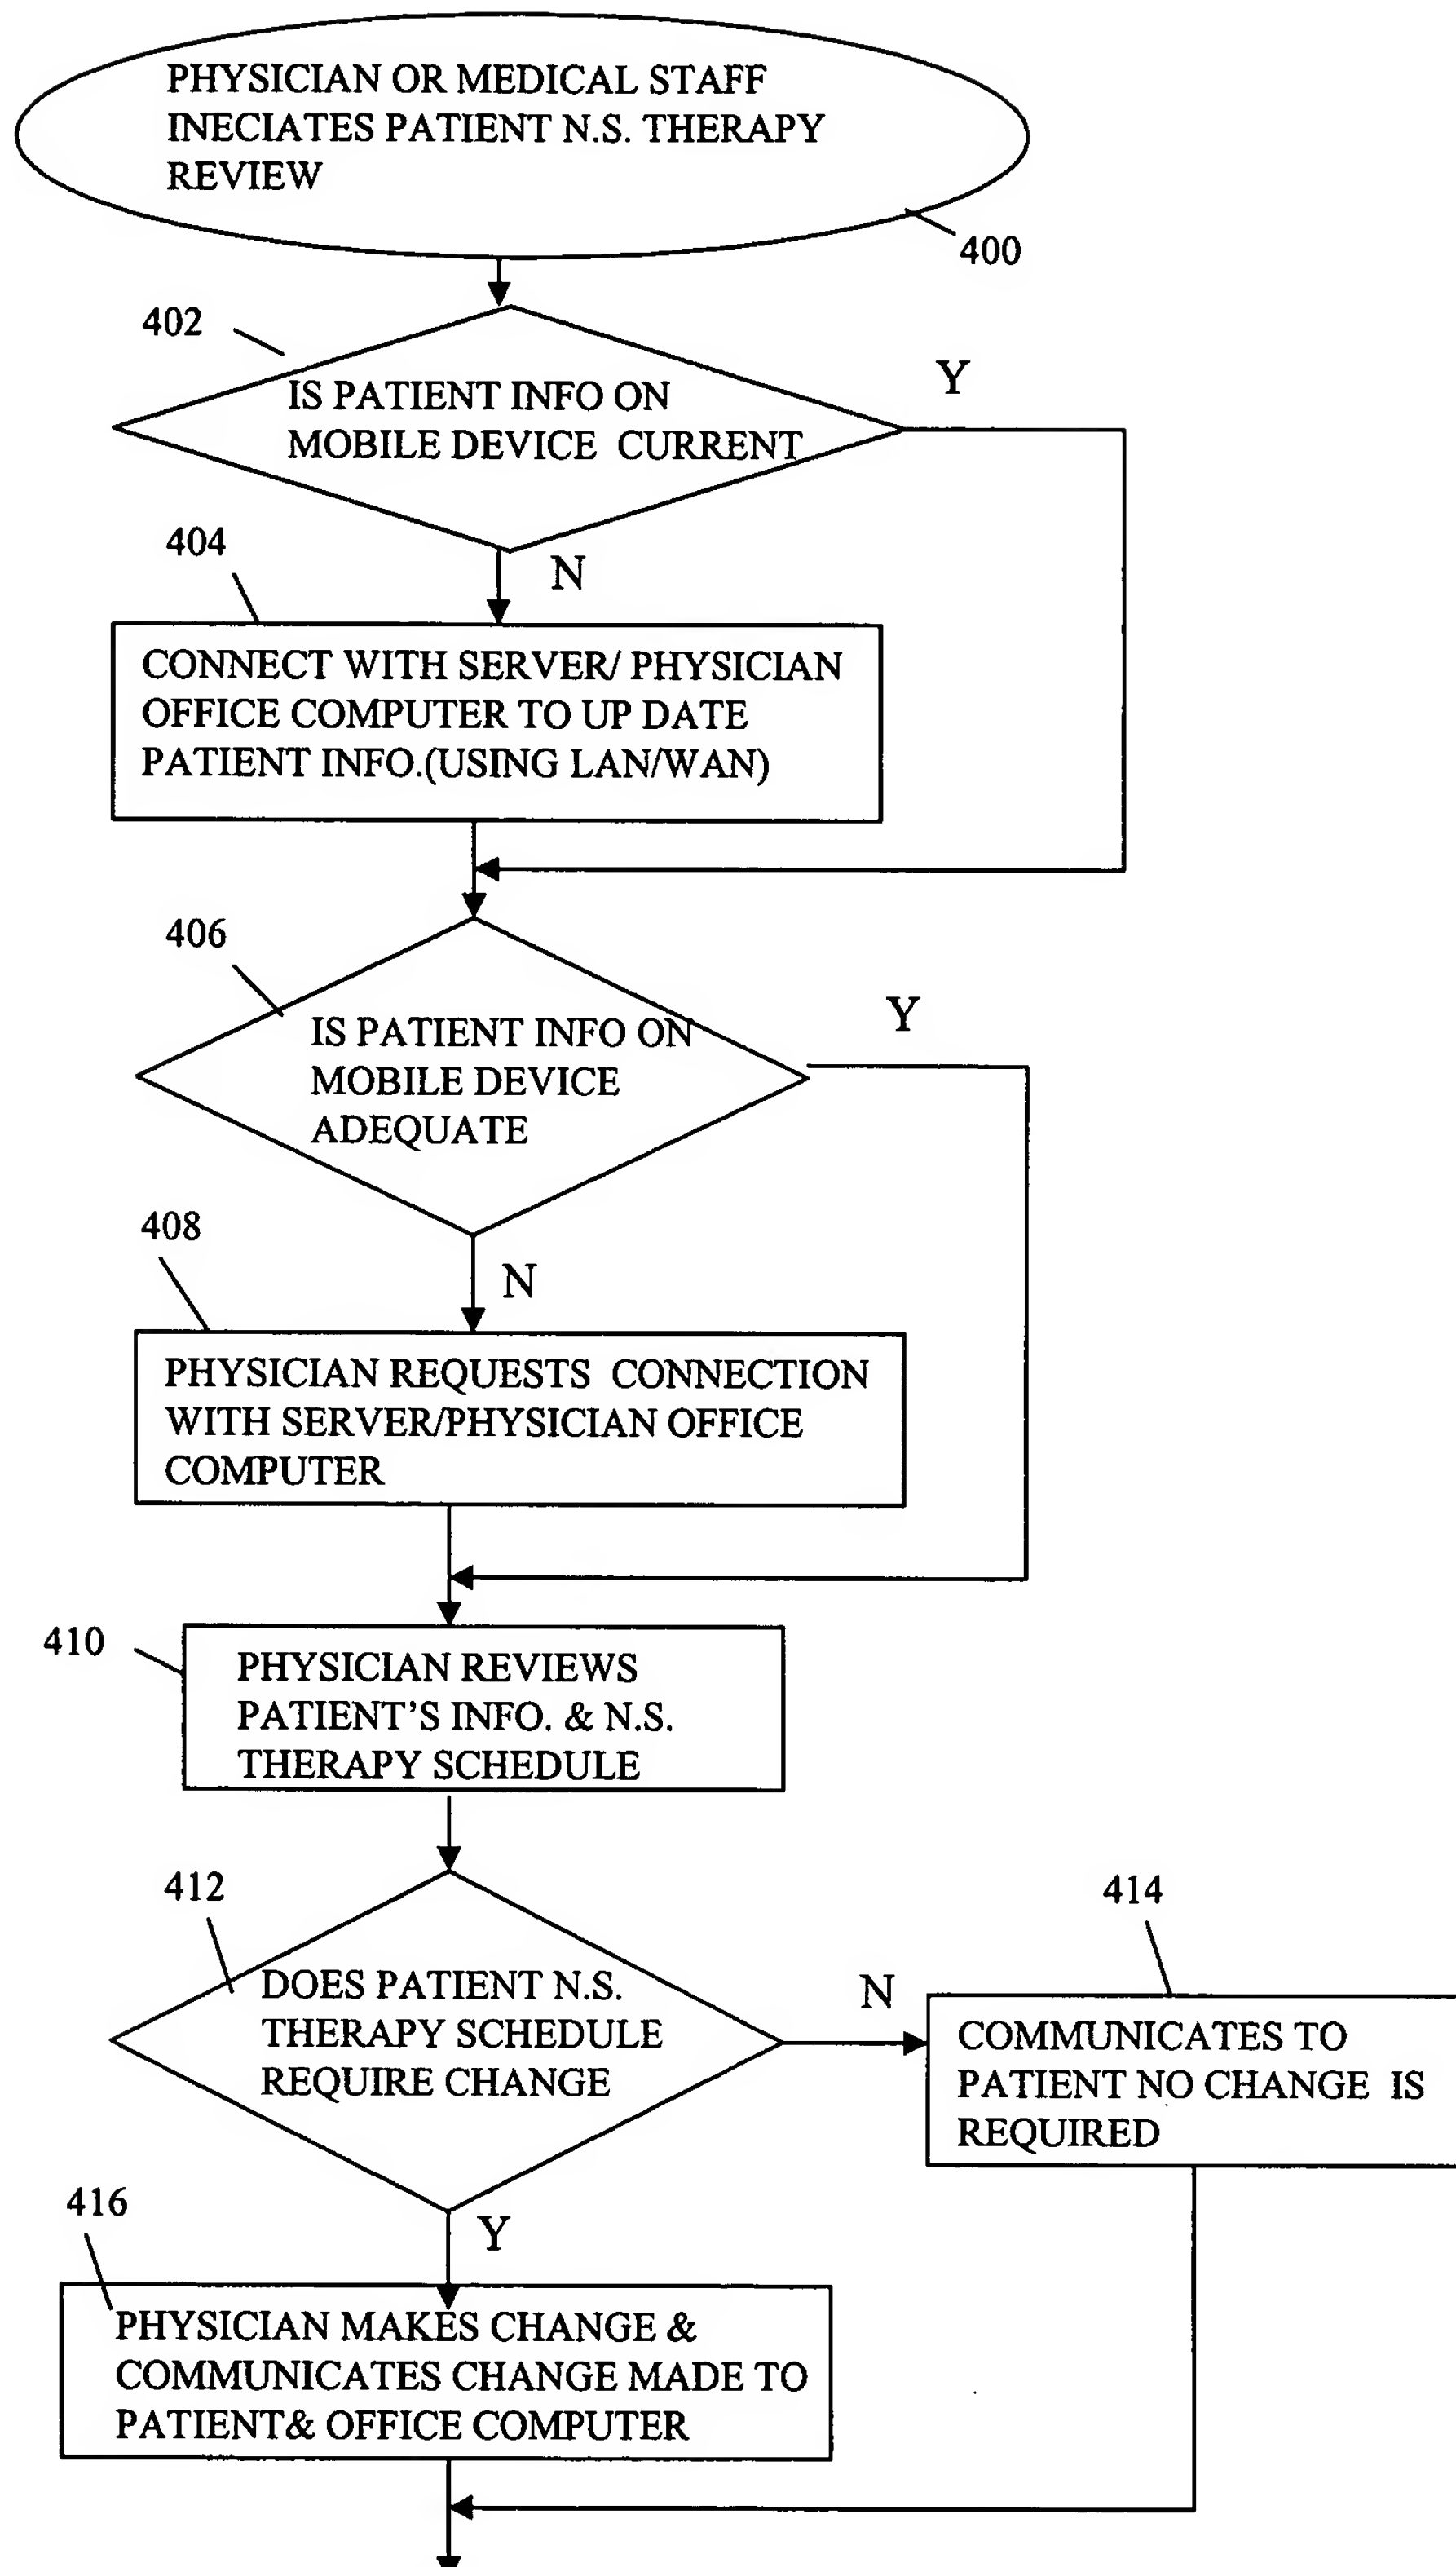 PHYSICIAN OR MEDICAL STAFF
INECIATES PATIENT N.S. THERAPY
REVIEW
400
402
IS PATIENT INFO ON
MOBILE DEVICE CURRENT
Y
404
N
CONNECT WITH SERVER/ PHYSICIAN
OFFICE COMPUTER TO UP DATE
PATIENT INFO.(USING LAN/WAN)
406
IS PATIENT INFO ON
MOBILE DEVICE
ADEQUATE
Y
408
N
PHYSICIAN REQUESTS CONNECTION
WITH SERVER/PHYSICIAN OFFICE
COMPUTER
410
PHYSICIAN REVIEWS
PATIENT'S INFO. & N.S.
THERAPY SCHEDULE
412
DOES PATIENT N.S.
THERAPY SCHEDULE
REQUIRE CHANGE
N
414
COMMUNICATES TO
PATIENT NO CHANGE IS
REQUIRED
416
Y
PHYSICIAN MAKES CHANGE &
COMMUNICATES CHANGE MADE TO
PATIENT& OFFICE COMPUTER